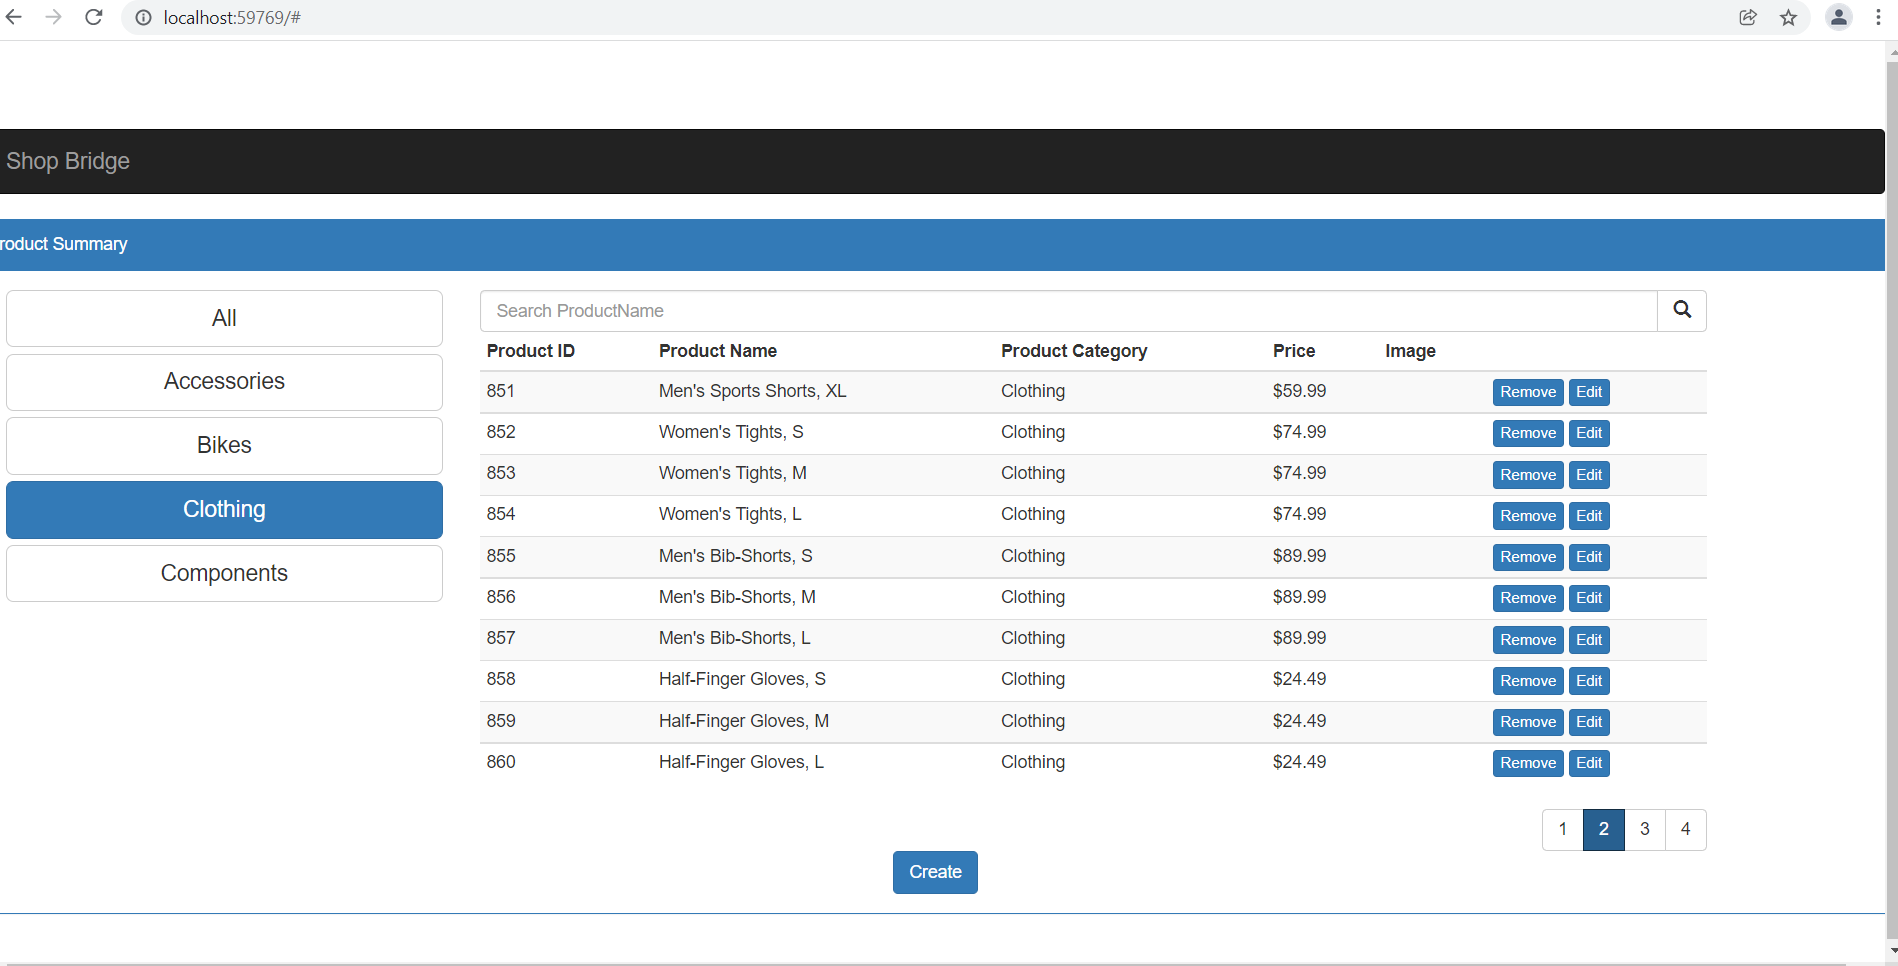 localhost:59769/#
Shop Bridge
roduct Summary
All
Accessories
Bikes
Clothing
Components
Search ProductName
Product ID Product Name Product Category Price Image
851 Men's Sports Shorts, XL Clothing $59.99 Remove Edit
852 Women's Tights, S Clothing $74.99 Remove Edit
853 Women's Tights, M Clothing $74.99 Remove Edit
854 Women's Tights, L Clothing $74.99 Remove Edit
855 Men's Bib-Shorts, S Clothing $89.99 Remove Edit
856 Men's Bib-Shorts, M Clothing $89.99 Remove Edit
857 Men's Bib-Shorts, L Clothing $89.99 Remove Edit
858 Half-Finger Gloves, S Clothing $24.49 Remove Edit
859 Half-Finger Gloves, M Clothing $24.49 Remove Edit
860 Half-Finger Gloves, L Clothing $24.49 Remove Edit
1 2 3 4
Create